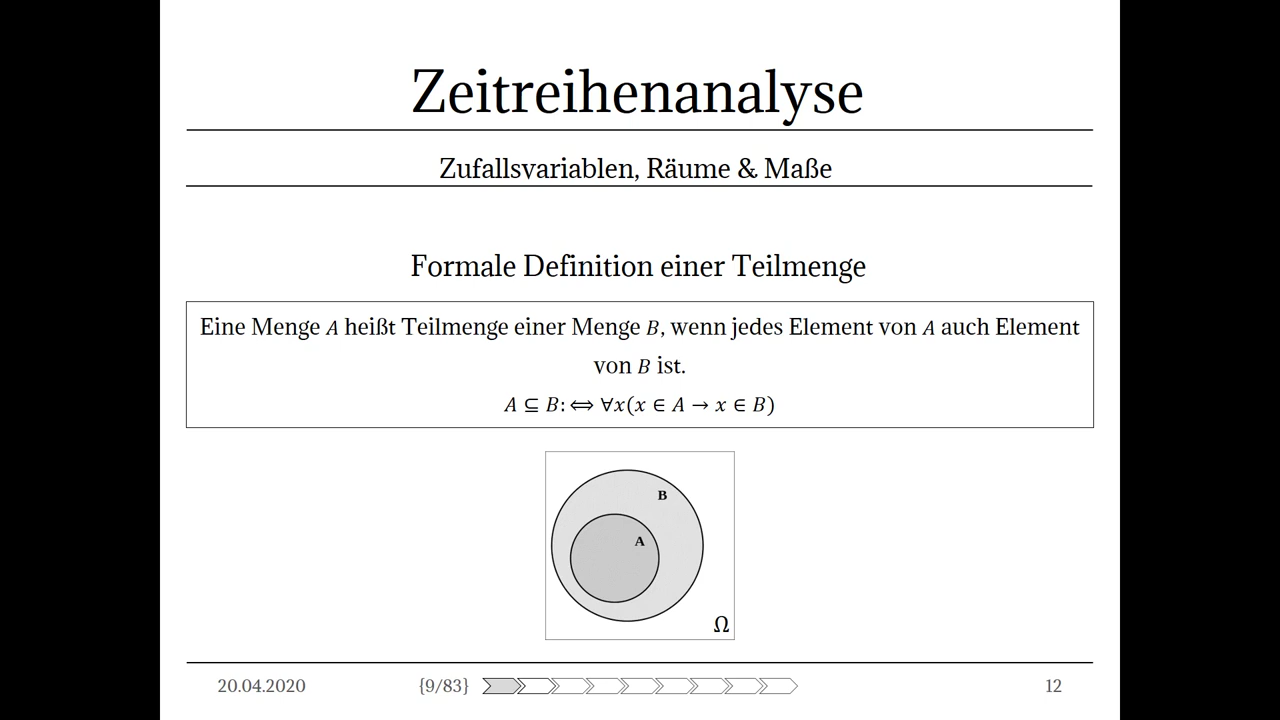 Zeitreihenanalyse
Zufallsvariablen, Räume & Maße
Formale Definition einer Teilmenge
Eine Menge A heißt Teilmenge einer Menge B, wenn jedes Element von A auch Element
von B ist.
A ⊆ B:⟺ ∀x(x ∈ A → x ∈ B)
B
A
Ω
20.04.2020 {9/83} 12